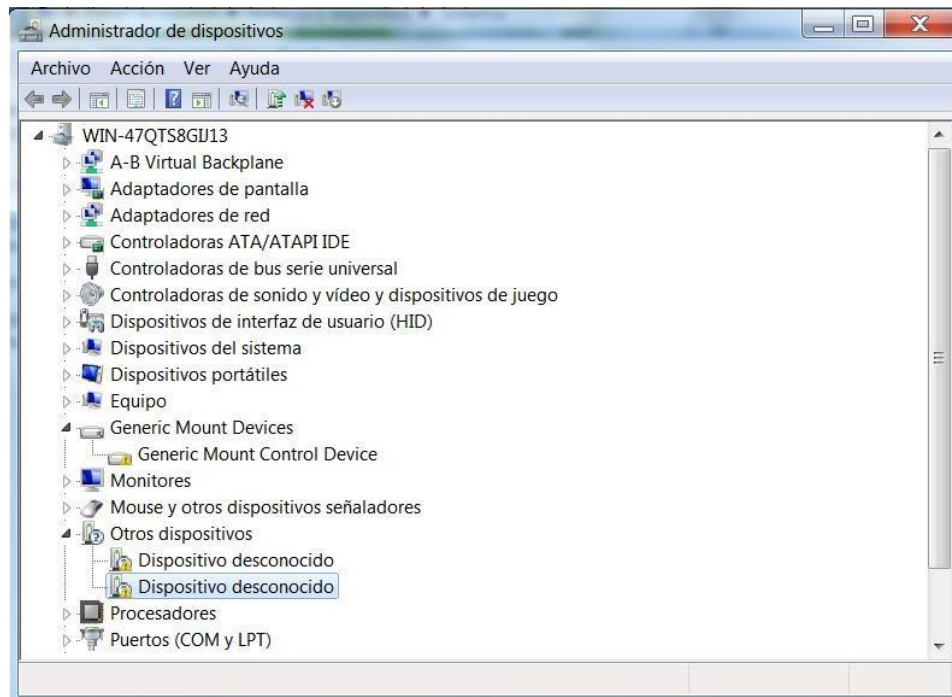 Administrador de dispositivos
Archivo Acción Ver Ayuda
WIN-47QTS8GIJ13
A-B Virtual Backplane
Adaptadores de pantalla
Adaptadores de red
Controladoras ATA/ATAPI IDE
Controladoras de bus serie universal
Controladoras de sonido y vídeo y dispositivos de juego
Dispositivos de interfaz de usuario (HID)
Dispositivos del sistema
Dispositivos portátiles
Equipo
Generic Mount Devices
Generic Mount Control Device
Monitores
Mouse y otros dispositivos señaladores
Otros dispositivos
Dispositivo desconocido
Dispositivo desconocido
Procesadores
Puertos (COM y LPT)